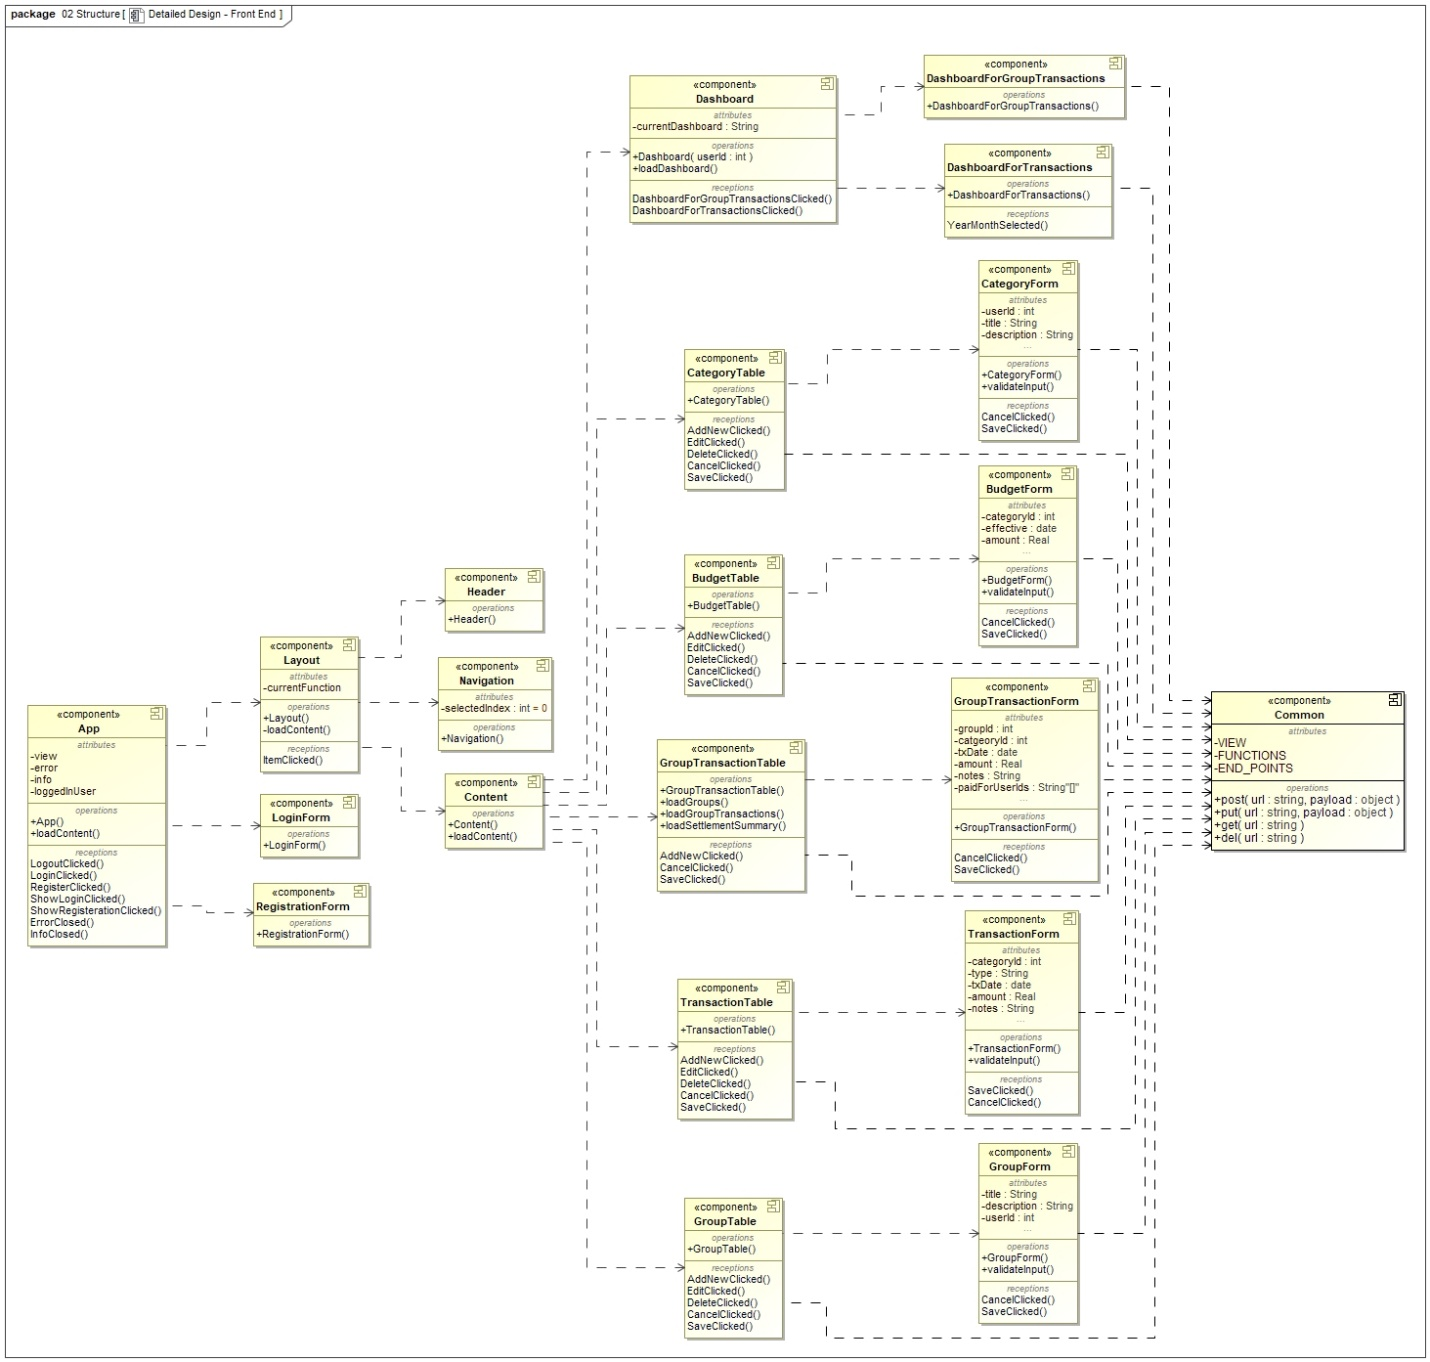 package 02 Structure [ Detailed Design - Front End ]
«component»
App
attributes
-view
-error
-info
-loggedInUser
operations
+App()
+loadContent()
receptions
LogoutClicked()
LoginClicked()
RegisterClicked()
ShowLoginClicked()
ShowRegisterationClicked()
ErrorClosed()
InfoClosed()
«component»
Layout
attributes
-currentFunction
operations
+Layout()
-loadContent()
receptions
ItemClicked()
«component»
LoginForm
operations
+LoginForm()
«component»
RegistrationForm
operations
+RegistrationForm()
«component»
Header
operations
+Header()
«component»
Navigation
attributes
-selectedIndex : int = 0
operations
+Navigation()
«component»
Content
operations
+Content()
+loadContent()
«component»
Dashboard
attributes
-currentDashboard : String
operations
+Dashboard( userId : int )
+loadDashboard()
receptions
DashboardForGroupTransactionsClicked()
DashboardForTransactionsClicked()
«component»
CategoryTable
operations
+CategoryTable()
receptions
AddNewClicked()
EditClicked()
DeleteClicked()
CancelClicked()
SaveClicked()
«component»
BudgetTable
operations
+BudgetTable()
receptions
AddNewClicked()
EditClicked()
DeleteClicked()
CancelClicked()
SaveClicked()
«component»
GroupTransactionTable
operations
+GroupTransactionTable()
+loadGroups()
+loadGroupTransactions()
+loadSettlementSummary()
receptions
AddNewClicked()
CancelClicked()
SaveClicked()
«component»
TransactionTable
operations
+TransactionTable()
receptions
AddNewClicked()
EditClicked()
DeleteClicked()
CancelClicked()
SaveClicked()
«component»
GroupTable
operations
+GroupTable()
receptions
AddNewClicked()
EditClicked()
DeleteClicked()
CancelClicked()
SaveClicked()
«component»
DashboardForGroupTransactions
operations
+DashboardForGroupTransactions()
«component»
DashboardForTransactions
operations
+DashboardForTransactions()
receptions
YearMonthSelected()
«component»
CategoryForm
attributes
-userId : int
-title : String
-description : String
...
operations
+CategoryForm()
+validateInput()
receptions
CancelClicked()
SaveClicked()
«component»
BudgetForm
attributes
-categoryId : int
-effective : date
-amount : Real
...
operations
+BudgetForm()
+validateInput()
receptions
CancelClicked()
SaveClicked()
«component»
GroupTransactionForm
attributes
-groupId : int
-catgeoryId : int
-txDate : date
-amount : Real
-notes : String
-paidForUserIds : String"[]"
...
operations
+GroupTransactionForm()
receptions
CancelClicked()
SaveClicked()
«component»
TransactionForm
attributes
-categoryId : int
-type : String
-txDate : date
-amount : Real
-notes : String
...
operations
+TransactionForm()
+validateInput()
receptions
SaveClicked()
CancelClicked()
«component»
GroupForm
attributes
-title : String
-description : String
-userId : int
...
operations
+GroupForm()
+validateInput()
receptions
CancelClicked()
SaveClicked()
«component»
Common
attributes
-VIEW
-FUNCTIONS
-END_POINTS
operations
+post( url : string, payload : object )
+put( url : string, payload : object )
+get( url : string )
+del( url : string )